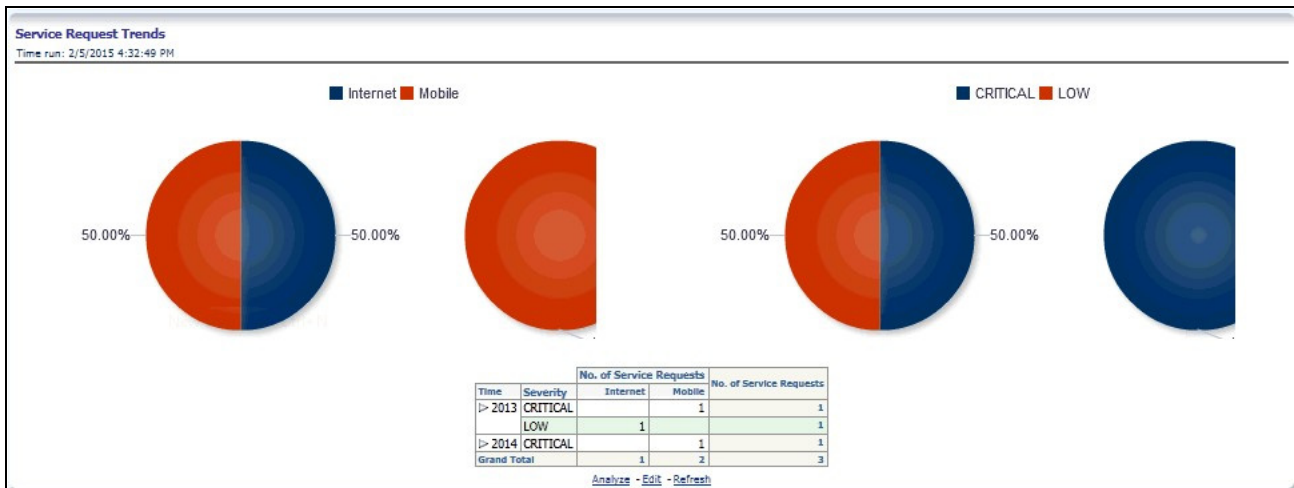 Service Request Trends
Time run: 2/5/2015 4:32:49 PM
Internet Mobile
CRITICAL LOW
50.00% 50.00%
50.00% 50.00%
No. of Service Requests No. of Service Requests
Time Severity Internet Mobile
2013 CRITICAL 1 1
LOW 1 1
2014 CRITICAL 1 1
Grand Total 1 2 3
Analyze - Edit - Refresh